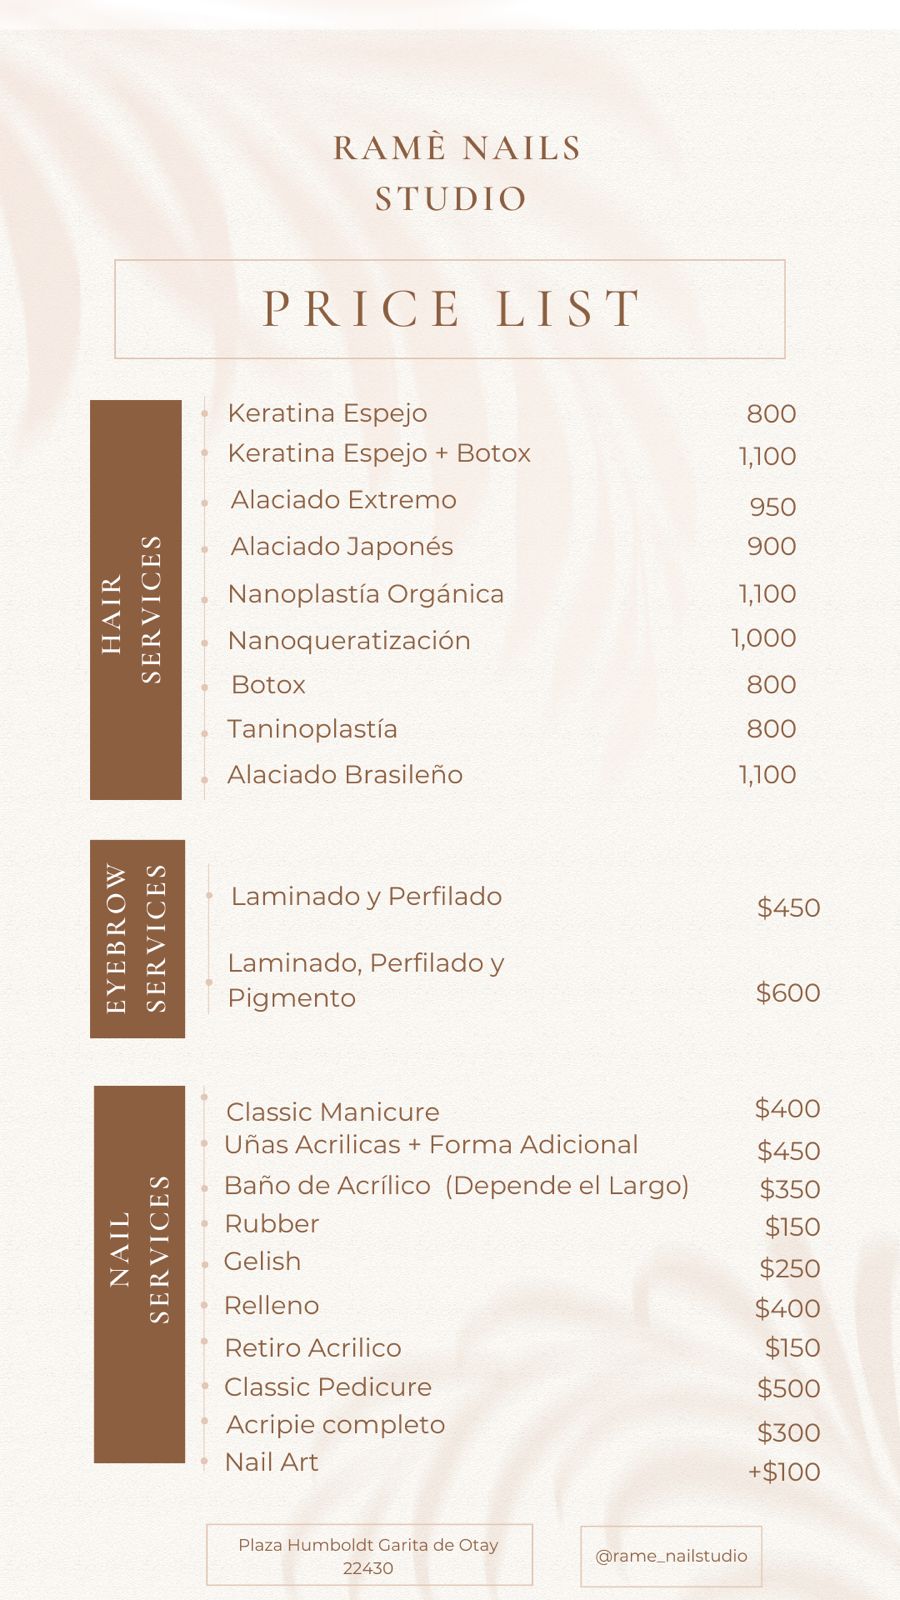 RAMÈ NAILS
STUDIO
PRICE LIST
HAIR
SERVICES
Keratina Espejo 800
Keratina Espejo + Botox 1,100
Alaciado Extremo 950
Alaciado Japonés 900
Nanoplastía Orgánica 1,100
Nanoqueratización 1,000
Botox 800
Taninoplastía 800
Alaciado Brasileño 1,100
EYEBROW
SERVICES
Laminado y Perfilado $450
Laminado, Perfilado y
Pigmento $600
NAIL
SERVICES
Classic Manicure $400
Uñas Acrilicas + Forma Adicional $450
Baño de Acrílico (Depende el Largo) $350
Rubber $150
Gelish $250
Relleno $400
Retiro Acrilico $150
Classic Pedicure $500
Acripie completo $300
Nail Art +$100
Plaza Humboldt Garita de Otay
22430
@rame_nailstudio